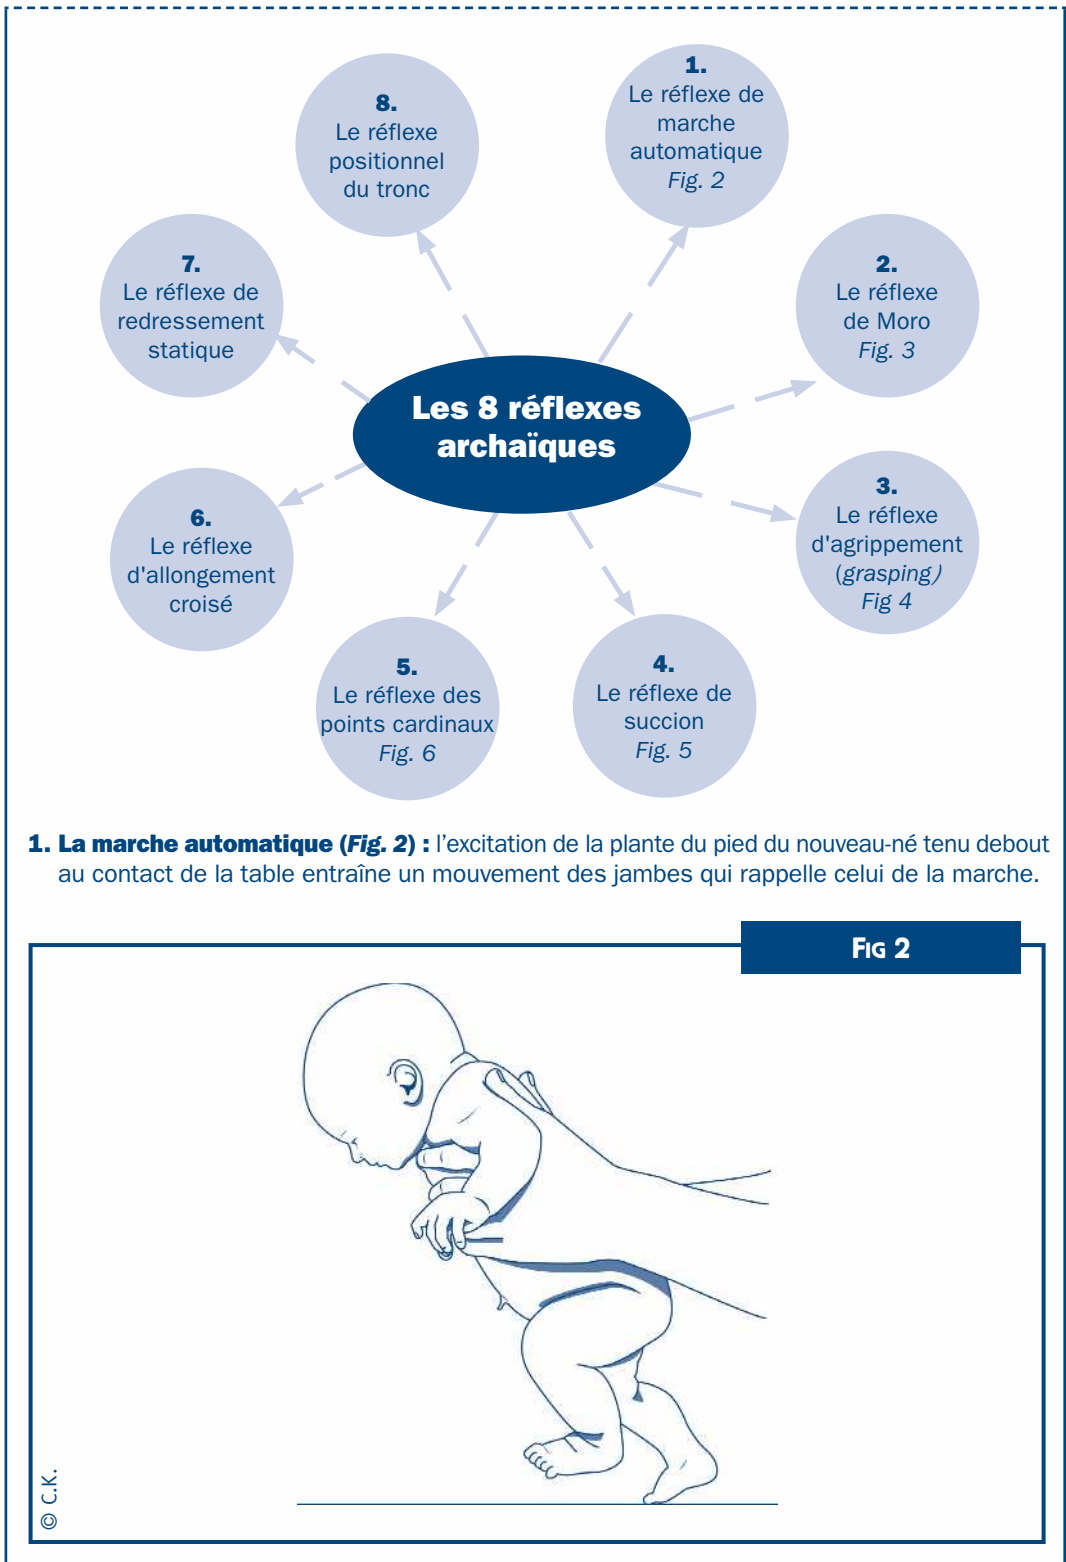 1.
Le réflexe de
marche
automatique
Fig. 2
2.
Le réflexe
de Moro
Fig. 3
3.
Le réflexe
d'agrippement
(grasping)
Fig 4
4.
Le réflexe de
succion
Fig. 5
5.
Le réflexe des
points cardinaux
Fig. 6
6.
Le réflexe
d'allongement
croisé
7.
Le réflexe de
redressement
statique
8.
Le réflexe
positionnel
du tronc
Les 8 réflexes
archaïques
1. La marche automatique (Fig. 2) : l'excitation de la plante du pied du nouveau-né tenu debout
au contact de la table entraîne un mouvement des jambes qui rappelle celui de la marche.
FIG 2
© C.K.